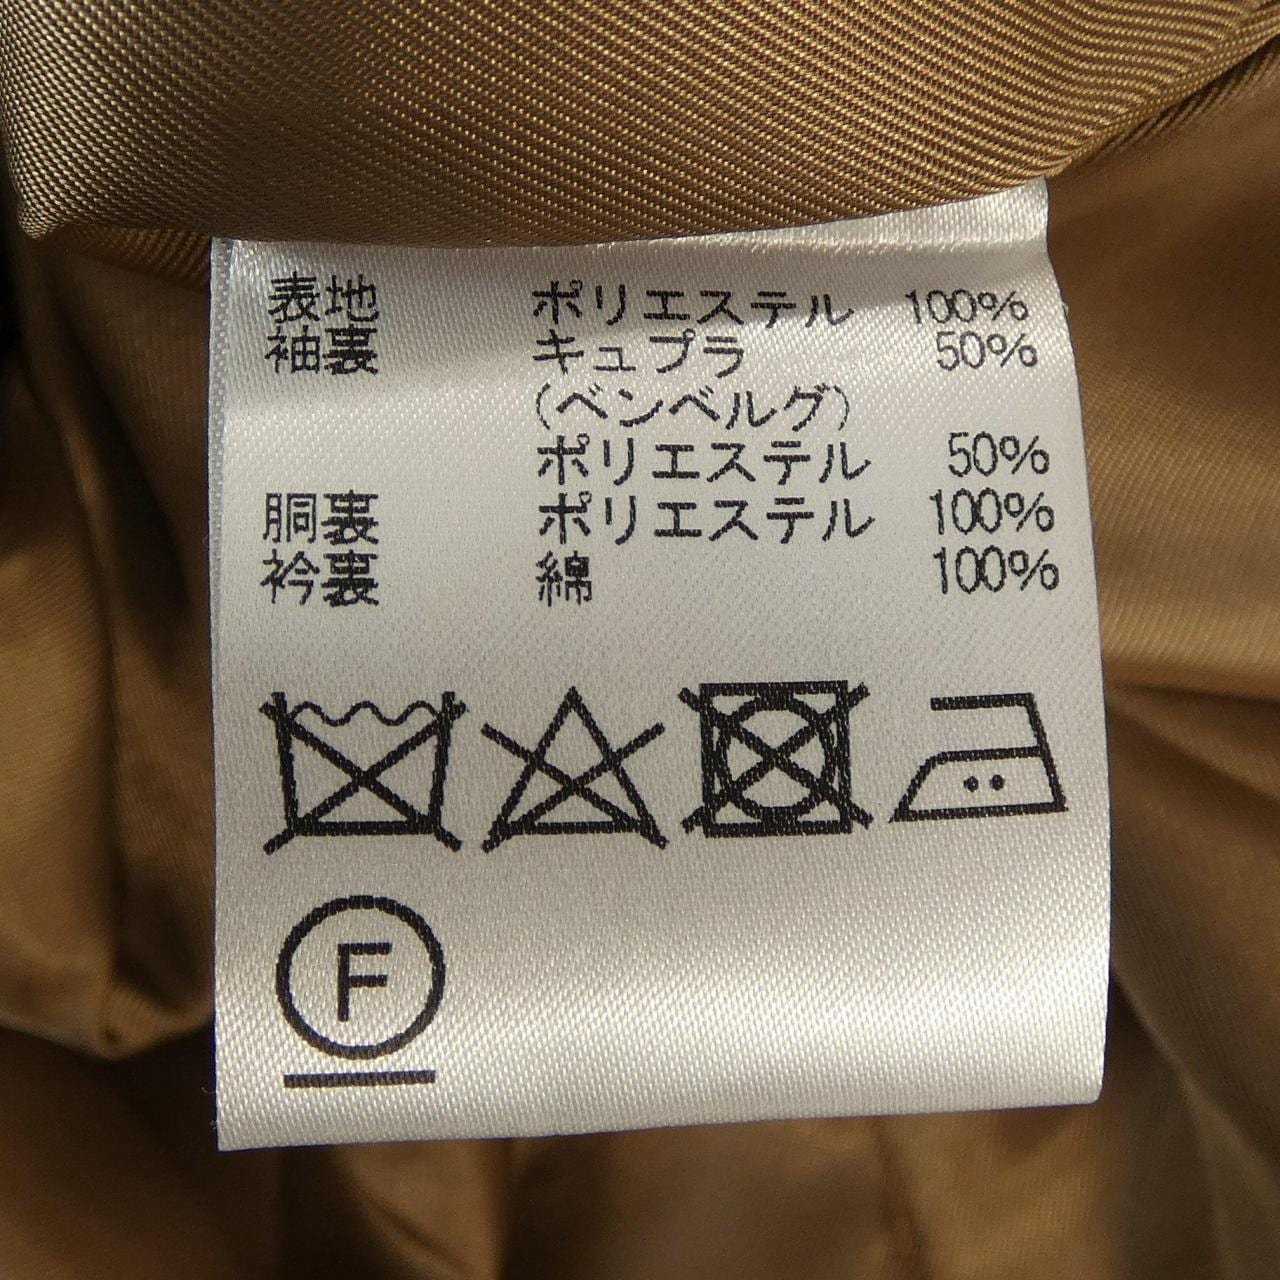 表地 ポリエステル 100%
袖裏 キュプラ 50%
(ベンベルグ)
ポリエステル 50%
胴裏 ポリエステル 100%
衿裏 綿 100%
F